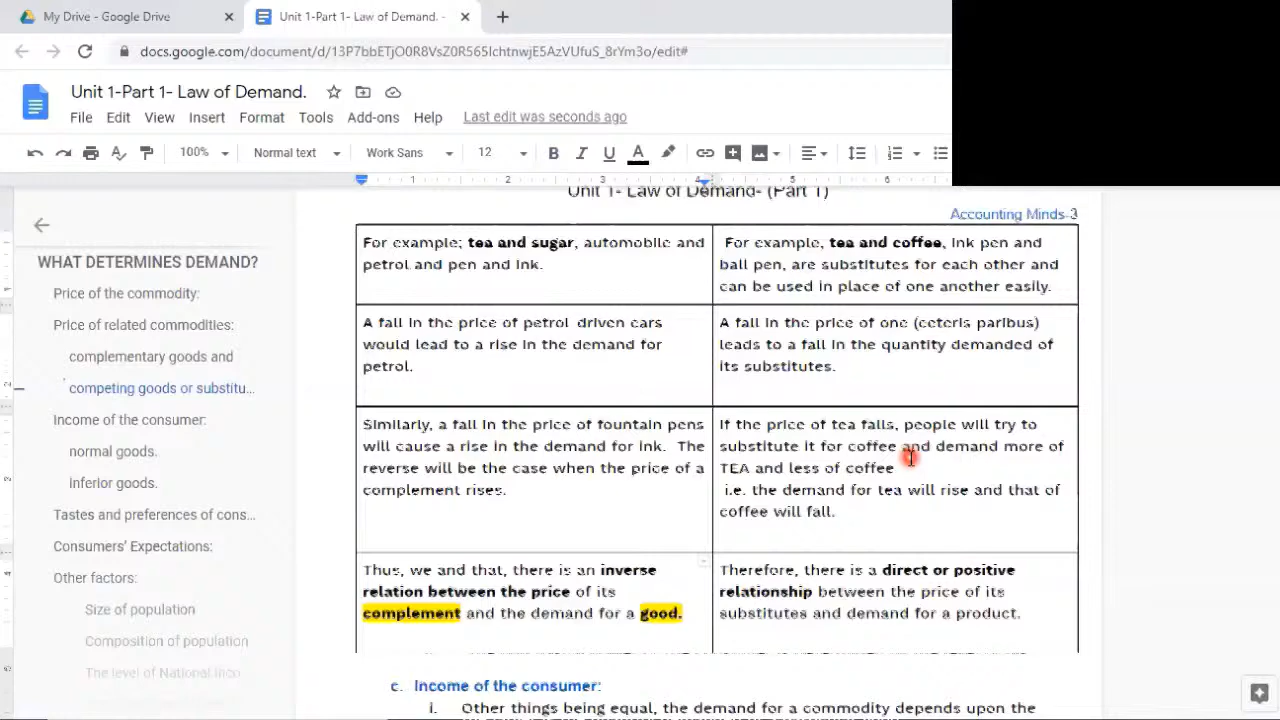 My Drive - Google Drive
Unit 1-Part 1- Law of Demand. -
docs.google.com/document/d/13P7bbETjO0R8VsZ0R565IchtnwjE5AzVUfuS_8rYm3o/edit#
Unit 1-Part 1- Law of Demand.
File Edit View Insert Format Tools Add-ons Help Last edit was seconds ago
100% Normal text Work Sans 12 B I U A
1 2 3 4 5 6
Unit 1- Law of Demand- (Part 1)
Accounting Minds-3
WHAT DETERMINES DEMAND?
Price of the commodity:
Price of related commodities:
complementary goods and
competing goods or substitu...
Income of the consumer:
normal goods.
inferior goods.
Tastes and preferences of cons...
Consumers' Expectations:
Other factors:
Size of population
Composition of population
The level of National Inco
For example; tea and sugar, automobile and
petrol and pen and ink.
For example, tea and coffee, ink pen and
ball pen, are substitutes for each other and
can be used in place of one another easily.
A fall in the price of petrol driven cars
would lead to a rise in the demand for
petrol.
A fall in the price of one (ceteris paribus)
leads to a fall in the quantity demanded of
its substitutes.
Similarly, a fall in the price of fountain pens
will cause a rise in the demand for ink. The
reverse will be the case when the price of a
complement rises.
If the price of tea falls, people will try to
substitute it for coffee and demand more of
TEA and less of coffee
i.e. the demand for tea will rise and that of
coffee will fall.
Thus, we and that, there is an inverse
relation between the price of its
complement and the demand for a good.
Therefore, there is a direct or positive
relationship between the price of its
substitutes and demand for a product.
c. Income of the consumer:
i. Other things being equal, the demand for a commodity depends upon the